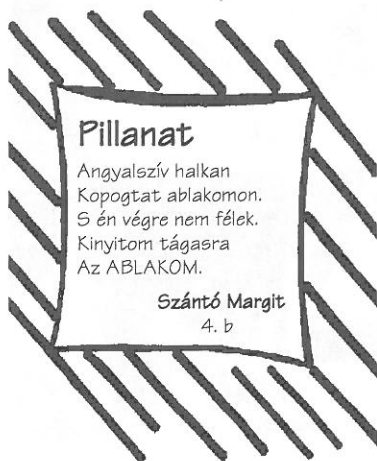 Pillanat
Angyalszív halkan
Kopogtat ablakomon.
S én végre nem félek.
Kinyitom tágasra
Az ABLAKOM.
Szántó Margit
4. b